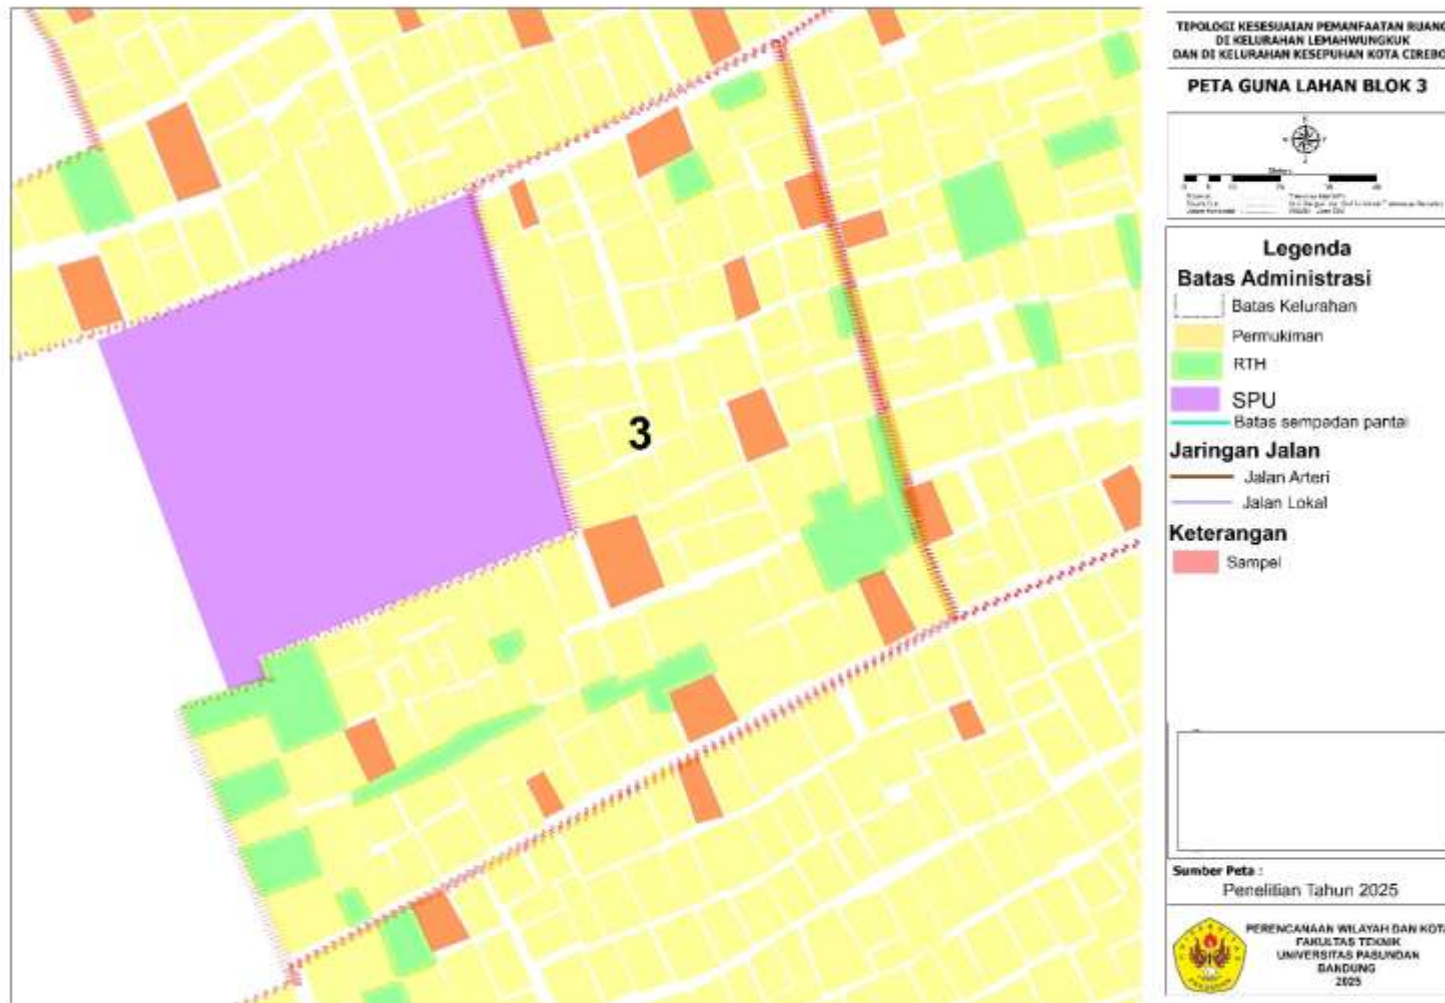 TIPOLOGI KESESUAIAN PEMANFAATAN RUANG
DI KELURAHAN LEMAHWUNGKUK
DAN DI KELURAHAN KESEPUHAN KOTA CIREBO
PETA GUNA LAHAN BLOK 3
Legenda
Batas Administrasi
Batas Kelurahan
Permukiman
RTH
SPU
Batas sempadan pantai
Jaringan Jalan
Jalan Arteri
Jalan Lokal
Keterangan
Sampel
3
Sumber Peta :
Penelitian Tahun 2025
PERENCANAAN WILAYAH DAN KOTA
FAKULTAS TEKNIK
UNIVERSITAS PASUNDAN
BANDUNG
2025